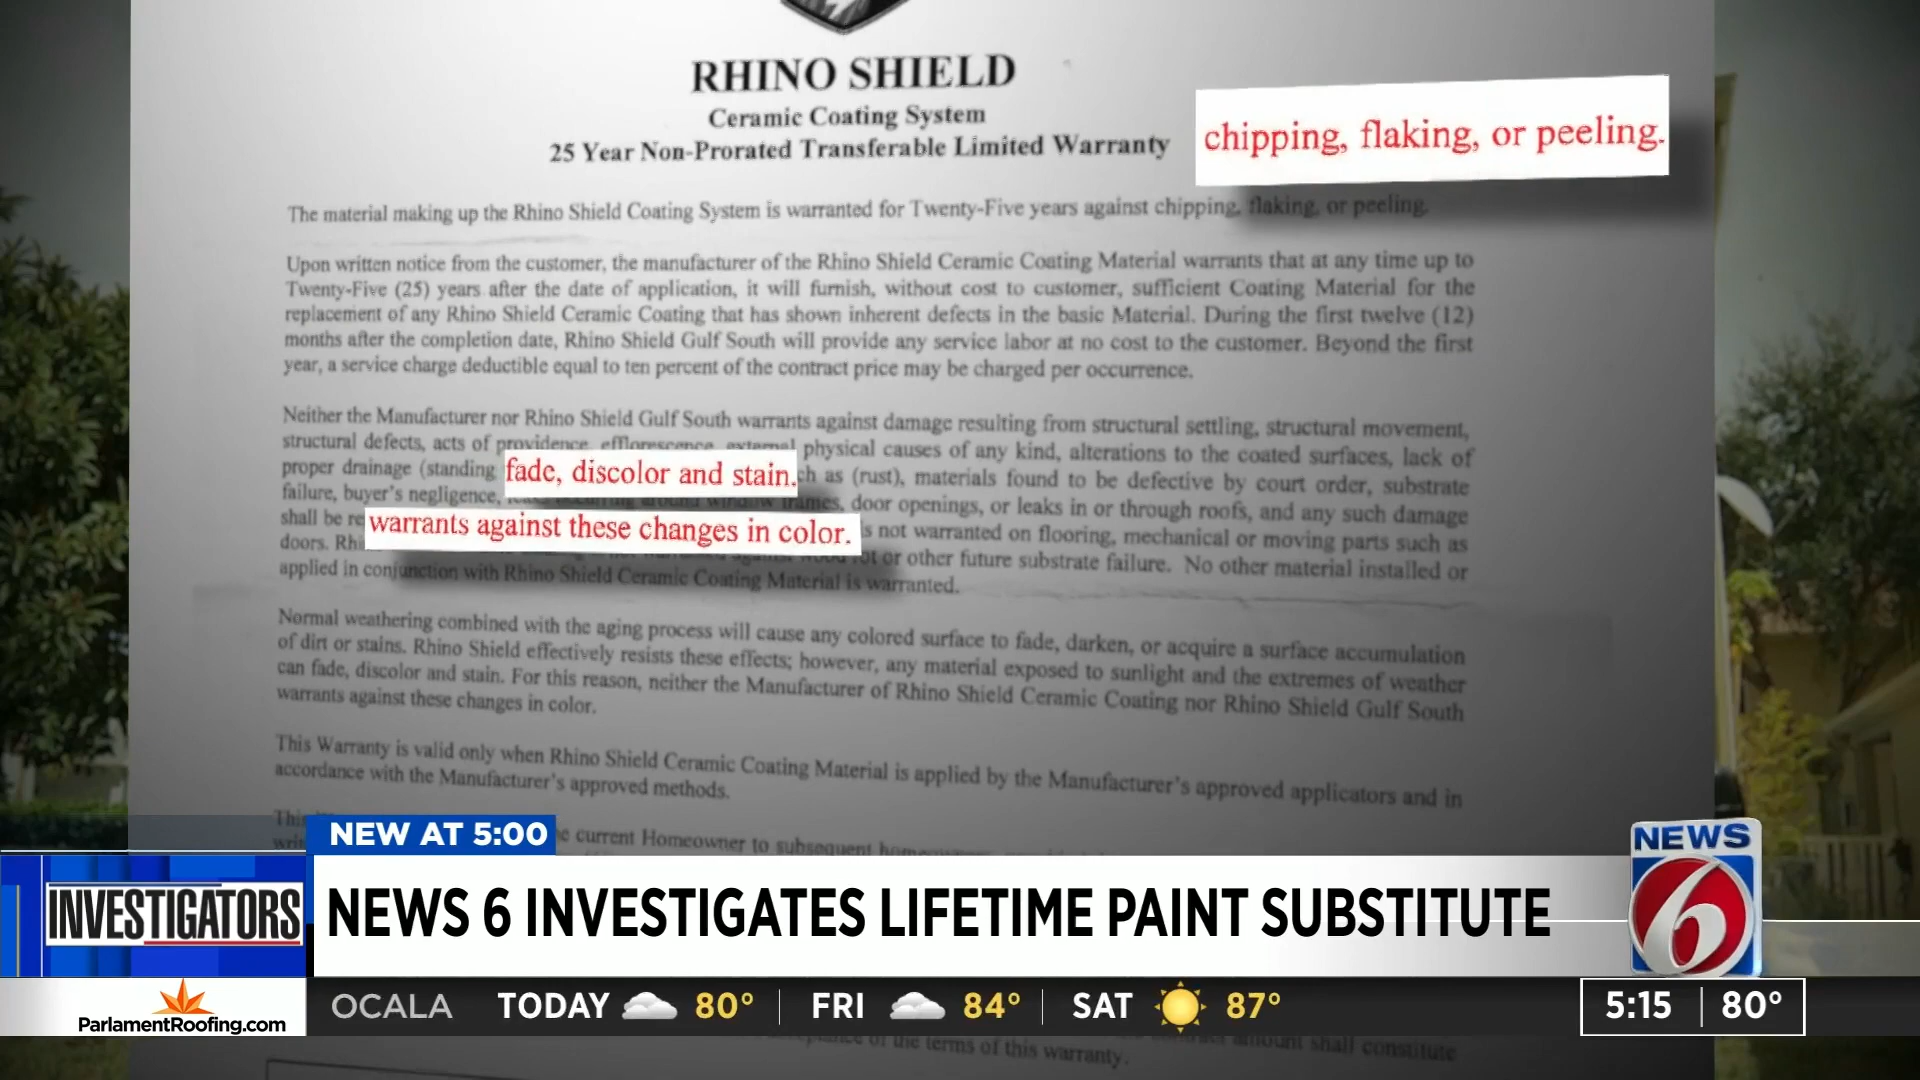 RHINO SHIELD
Ceramic Coating System
25 Year Non-Prorated Transferable Limited Warranty
chipping, flaking, or peeling.
The material making up the Rhino Shield Coating System is warranted for Twenty-Five years against chipping, flaking, or peeling.
Upon written notice from the customer, the manufacturer of the Rhino Shield Ceramic Coating Material warrants that at any time up to
Twenty-Five (25) years after the date of application, it will furnish, without cost to customer, sufficient Coating Material for the
replacement of any Rhino Shield Ceramic Coating that has shown inherent defects in the basic Material. During the first twelve (12)
months after the completion date, Rhino Shield Gulf South will provide any service labor at no cost to the customer. Beyond the first
year, a service charge deductible equal to ten percent of the contract price may be charged per occurrence.
Neither the Manufacturer nor Rhino Shield Gulf South warrants against damage resulting from structural settling, structural movement,
structural defects, acts of providence, efflorescence, external physical causes of any kind, alterations to the coated surfaces, lack of
proper drainage (standing
fade, discolor and stain.
as (rust), materials found to be defective by court order, substrate
failure, buyer's negligence,
door openings, or leaks in or through roofs, and any such damage
shall be
warrants against these changes in color.
not warranted on flooring, mechanical or moving parts such as
doors.
or other future substrate failure. No other material installed or
applied in conjunction with Rhino Shield Ceramic Coating Material is warranted.
Normal weathering combined with the aging process will cause any colored surface to fade, darken, or acquire a surface accumulation
of dirt or stains. Rhino Shield effectively resists these effects; however, any material exposed to sunlight and the extremes of weather
can fade, discolor and stain. For this reason, neither the Manufacturer of Rhino Shield Ceramic Coating nor Rhino Shield Gulf South
warrants against these changes in color.
This Warranty is valid only when Rhino Shield Ceramic Coating Material is applied by the Manufacturer's approved applicators and in
accordance with the Manufacturer's approved methods.
current Homeowner to subsequent
NEW AT 5:00
INVESTIGATORS
NEWS 6 INVESTIGATES LIFETIME PAINT SUBSTITUTE
NEWS
6
ParlamentRoofing.com
OCALA TODAY 80° FRI 84° SAT 87°
5:15 80°
of the terms of this warranty.
amount shall constitute